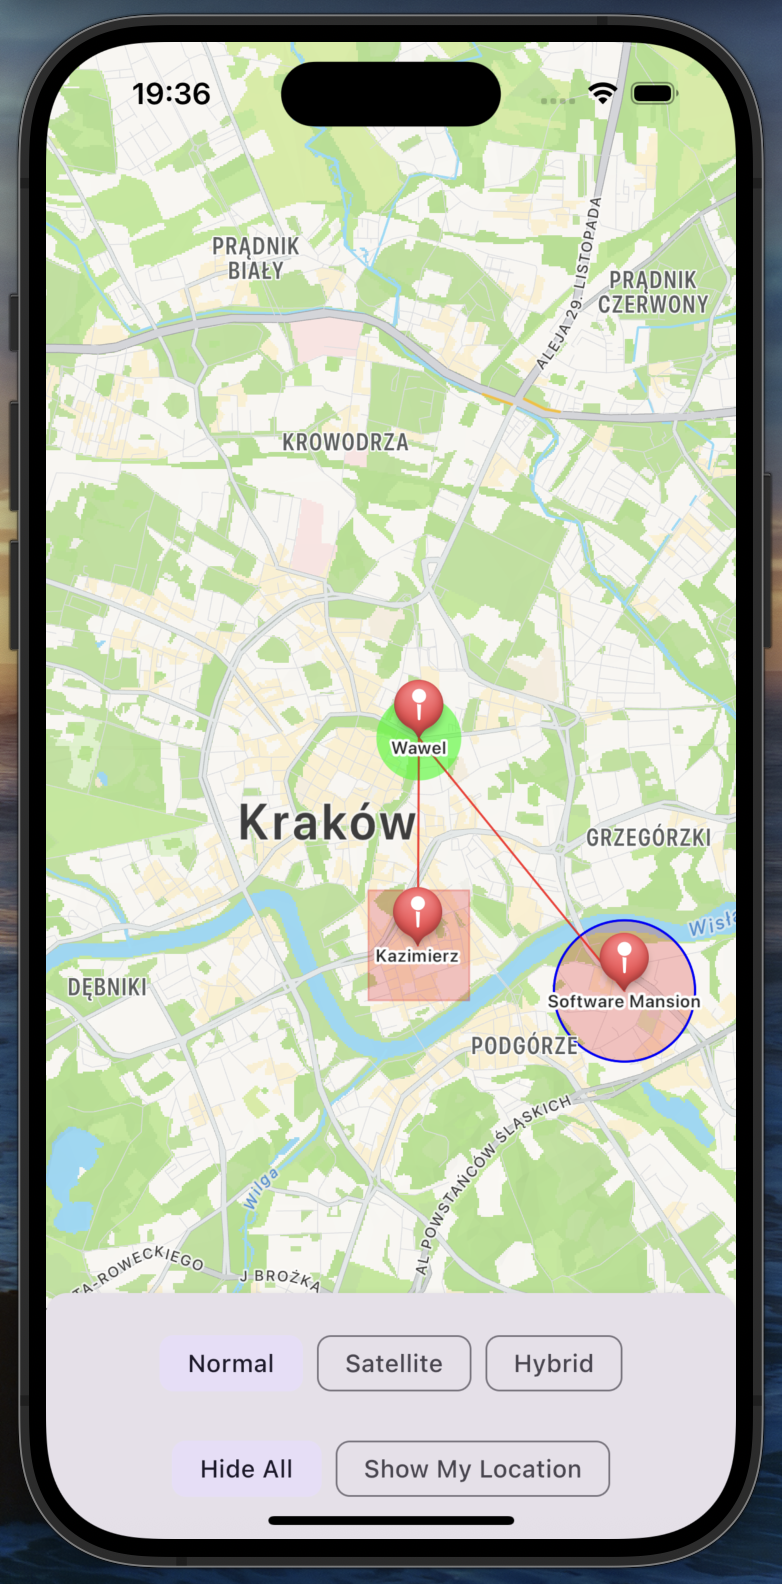 19:36
PRĄDNIK
BIAŁY
ALEJA 29. LISTOPADA
PRĄDNIK
CZERWONY
KROWODRZA
Wawel
Kraków
GRZEGÓRZKI
Kazimierz
Wisła
DĘBNIKI
Software Mansion
PODGÓRZE
AL POWSTAŃCÓW ŚLĄSKICH
Wilga
TA-ROWECKIEGO
J BROŻKA
Normal
Satellite
Hybrid
Hide All
Show My Location